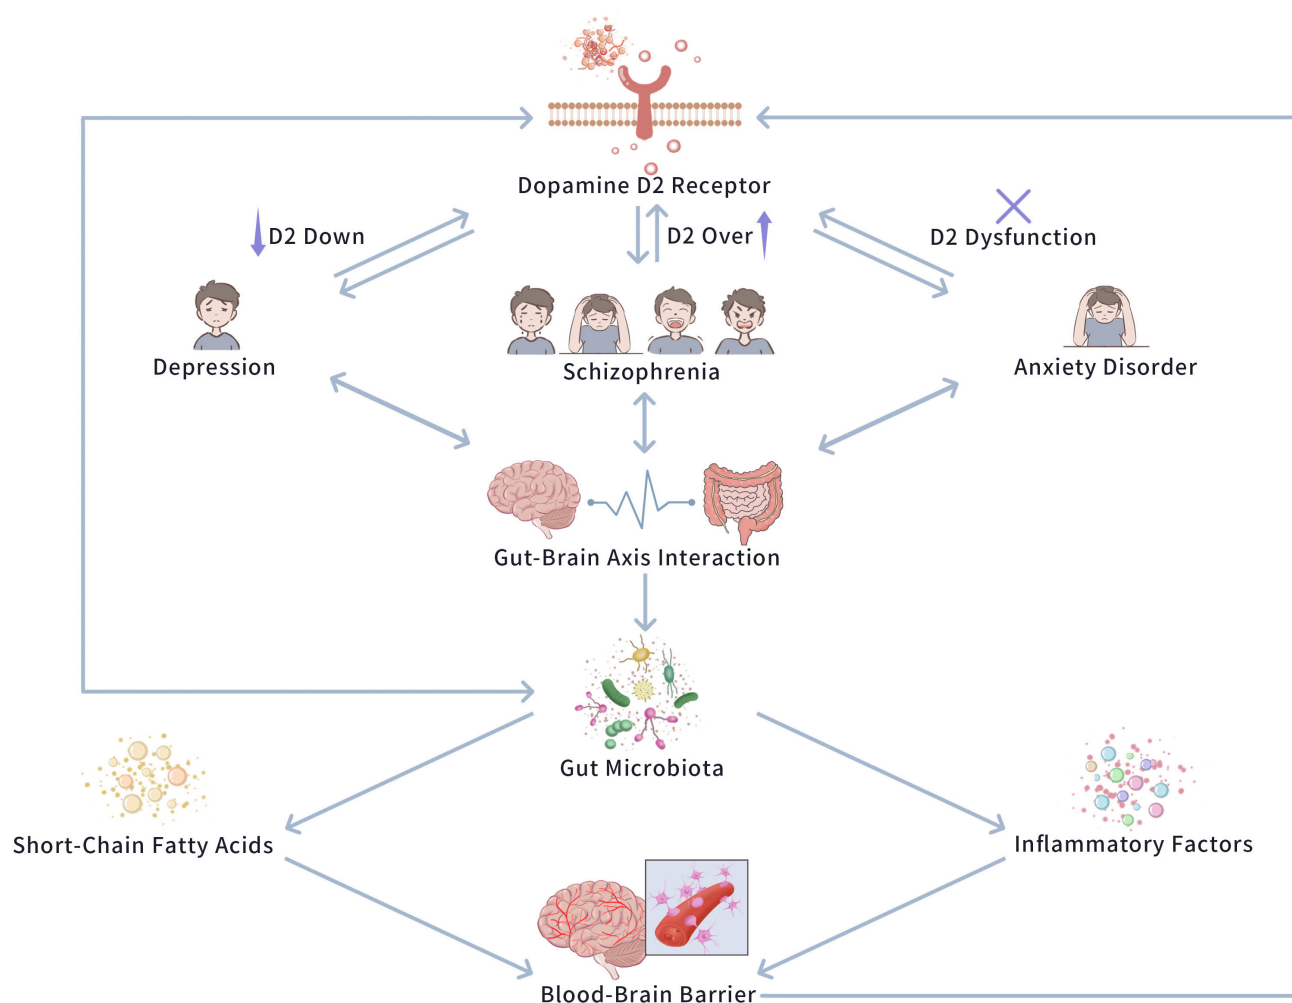 Dopamine D2 Receptor
D2 Down
D2 Over
D2 Dysfunction
Depression
Schizophrenia
Anxiety Disorder
Gut-Brain Axis Interaction
Gut Microbiota
Short-Chain Fatty Acids
Inflammatory Factors
Blood-Brain Barrier